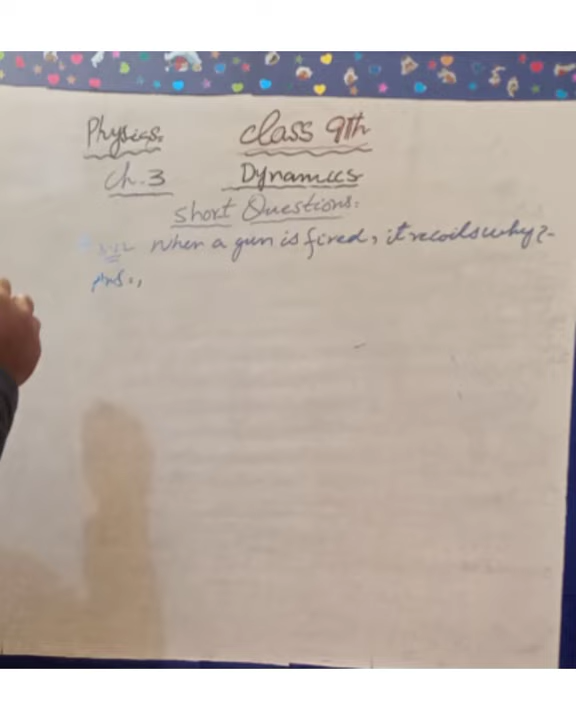 Physics. Class 9th
Ch.3 Dynamics
Short Questions:
When a gun is fired, it recoils why?
Ans.,